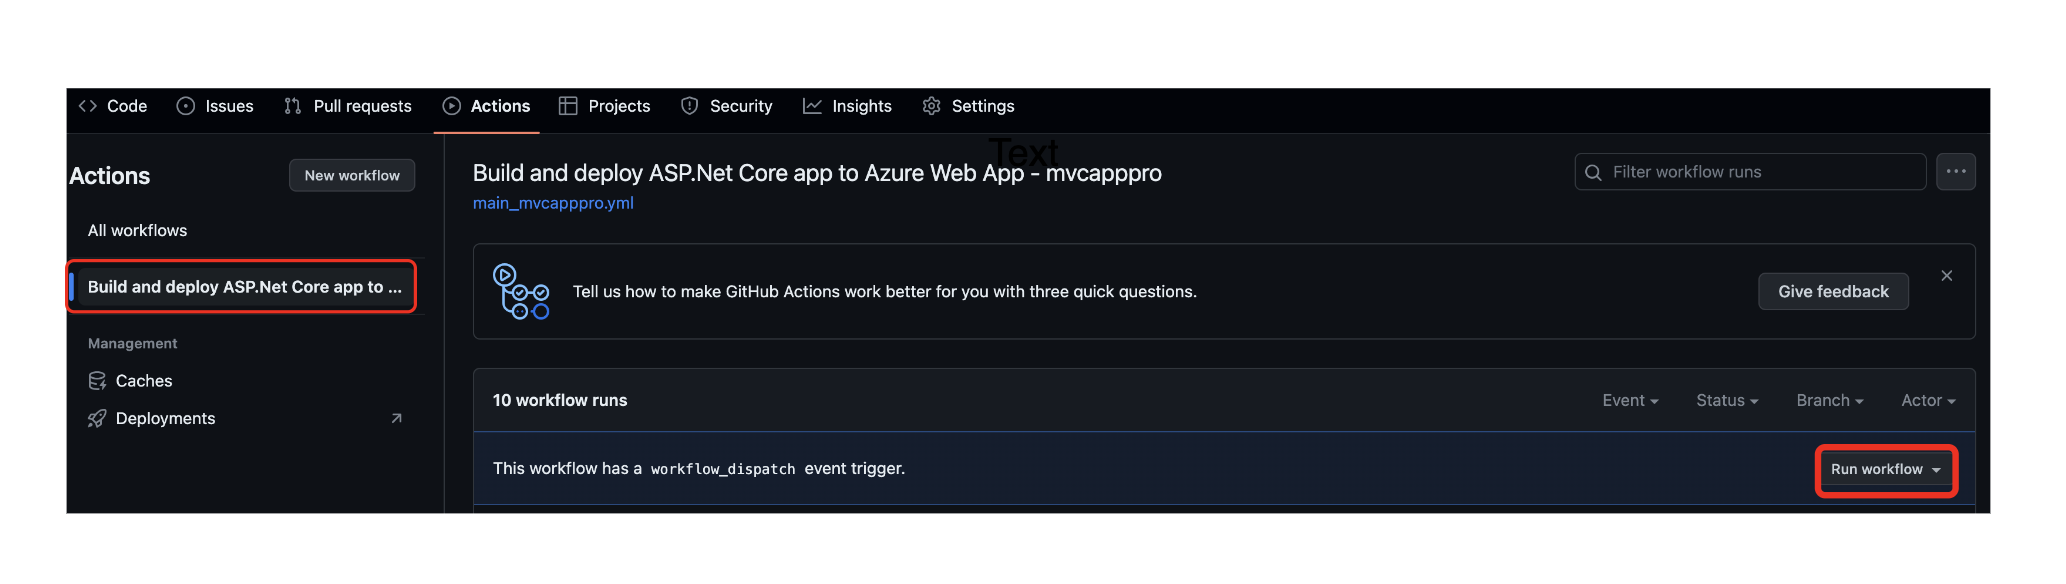 Code Issues Pull requests Actions Projects Security Insights Settings
Text
Actions New workflow
Build and deploy ASP.Net Core app to Azure Web App - mvcapppro
Filter workflow runs
main_mvcapppro.yml
All workflows
Build and deploy ASP.Net Core app to ...
Tell us how to make GitHub Actions work better for you with three quick questions.
Give feedback
Management
Caches
Deployments
10 workflow runs
Event Status Branch Actor
This workflow has a workflow_dispatch event trigger.
Run workflow